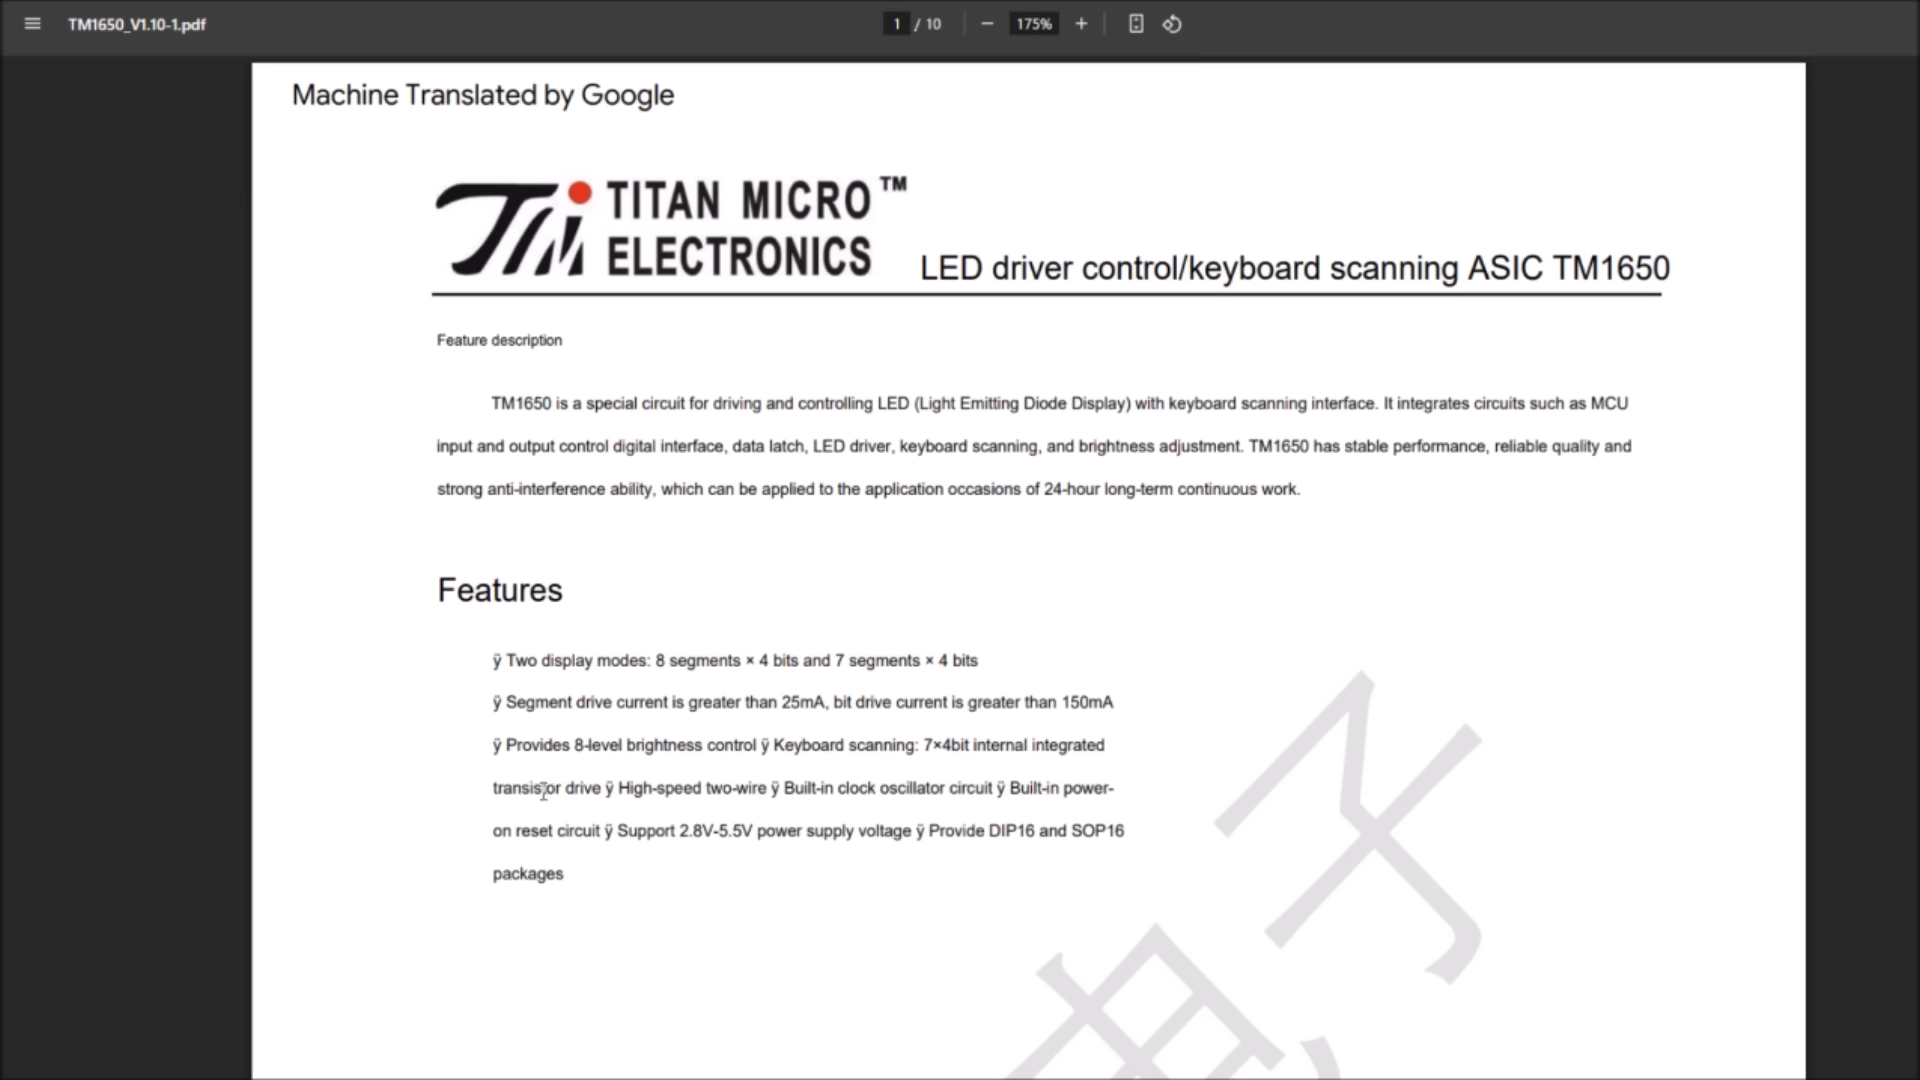 TM1650_V1.10-1.pdf
1 / 10
175%
Machine Translated by Google
TITAN MICRO™
ELECTRONICS
LED driver control/keyboard scanning ASIC TM1650
Feature description
TM1650 is a special circuit for driving and controlling LED (Light Emitting Diode Display) with keyboard scanning interface. It integrates circuits such as MCU
input and output control digital interface, data latch, LED driver, keyboard scanning, and brightness adjustment. TM1650 has stable performance, reliable quality and
strong anti-interference ability, which can be applied to the application occasions of 24-hour long-term continuous work.
Features
ÿ Two display modes: 8 segments × 4 bits and 7 segments × 4 bits
ÿ Segment drive current is greater than 25mA, bit drive current is greater than 150mA
ÿ Provides 8-level brightness control ÿ Keyboard scanning: 7×4bit internal integrated
transistor drive ÿ High-speed two-wire ÿ Built-in clock oscillator circuit ÿ Built-in power-
on reset circuit ÿ Support 2.8V-5.5V power supply voltage ÿ Provide DIP16 and SOP16
packages
电子